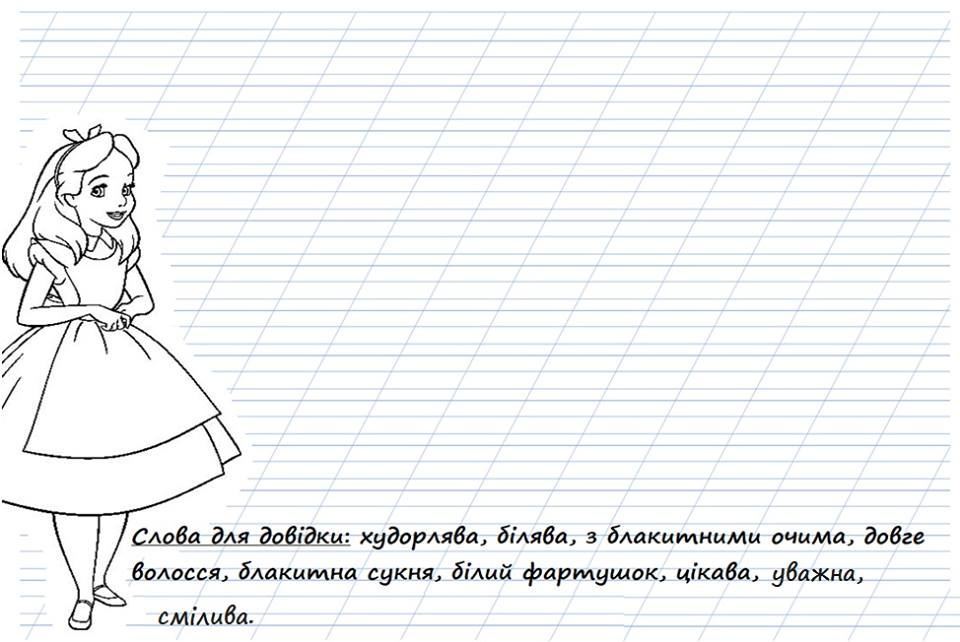 Слова для довідки: худорлява, білява, з блакитними очима, довге
волосся, блакитна сукня, білий фартушок, цікава, уважна,
смілива.